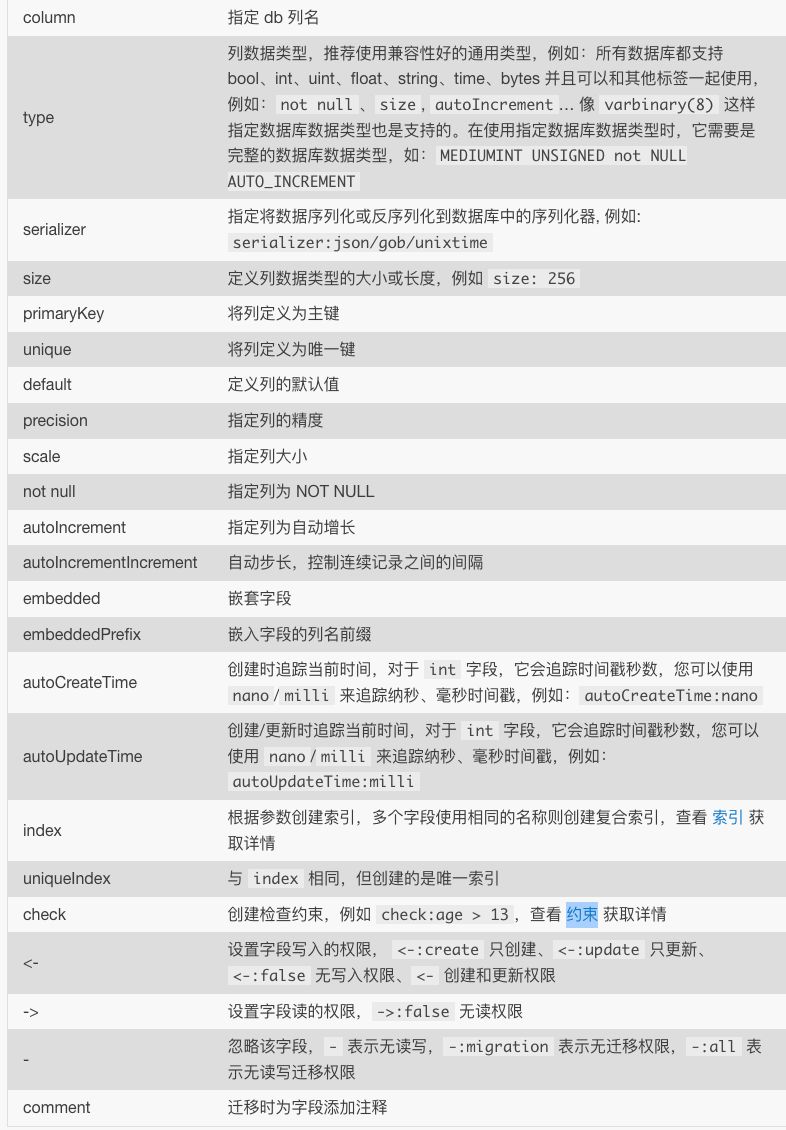 column 指定 db 列名
列数据类型，推荐使用兼容性好的通用类型，例如：所有数据库都支持
bool、int、uint、float、string、time、bytes 并且可以和其他标签一起使用，
例如：not null、size, autoIncrement… 像 varbinary(8) 这样
type
指定数据库数据类型也是支持的。在使用指定数据库数据类型时，它需要是
完整的数据库数据类型，如：MEDIUMINT UNSIGNED not NULL
AUTO_INCREMENT
serializer
指定将数据序列化或反序列化到数据库中的序列化器, 例如:
serializer:json/gob/unixtime
size 定义列数据类型的大小或长度，例如 size: 256
primaryKey 将列定义为主键
unique 将列定义为唯一键
default 定义列的默认值
precision 指定列的精度
scale 指定列大小
not null 指定列为 NOT NULL
autoIncrement 指定列为自动增长
autoIncrementIncrement 自动步长，控制连续记录之间的间隔
embedded 嵌套字段
embeddedPrefix 嵌入字段的列名前缀
autoCreateTime
创建时追踪当前时间，对于 int 字段，它会追踪时间戳秒数，您可以使用
nano/milli 来追踪纳秒、毫秒时间戳，例如：autoCreateTime:nano
autoUpdateTime
创建/更新时追踪当前时间，对于 int 字段，它会追踪时间戳秒数，您可以
使用 nano/milli 来追踪纳秒、毫秒时间戳，例如：
autoUpdateTime:milli
index
根据参数创建索引，多个字段使用相同的名称则创建复合索引，查看 索引 获
取详情
uniqueIndex 与 index 相同，但创建的是唯一索引
check 创建检查约束，例如 check:age > 13，查看 约束 获取详情
<-
设置字段写入的权限， <-:create 只创建、<-:update 只更新、
<-:false 无写入权限、<- 创建和更新权限
-> 设置字段读的权限，->:false 无读权限
-
忽略该字段，- 表示无读写，-:migration 表示无迁移权限，-:all 表
示无读写迁移权限
comment 迁移时为字段添加注释